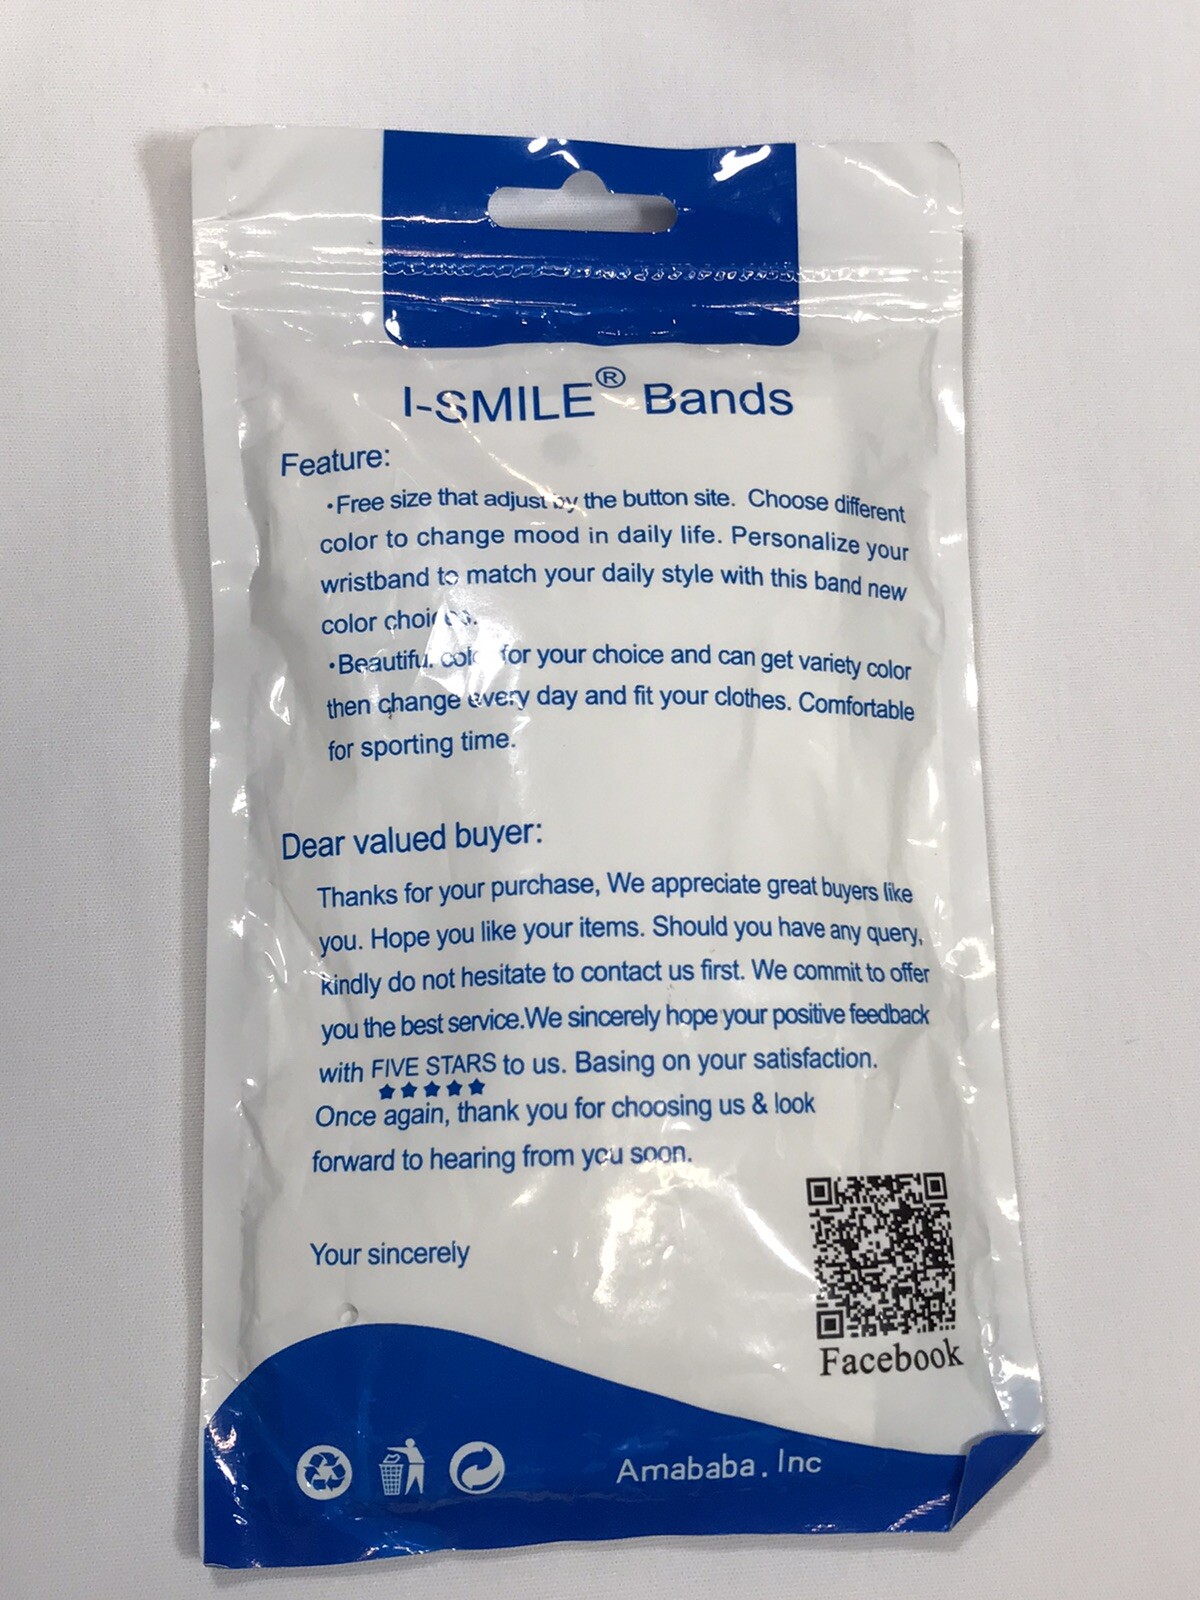 I-SMILE® Bands
Feature:
·Free size that adjust by the button site. Choose different
color to change mood in daily life. Personalize your
wristband to match your daily style with this band new
color choices.
·Beautiful color for your choice and can get variety color
then change every day and fit your clothes. Comfortable
for sporting time.
Dear valued buyer:
Thanks for your purchase, We appreciate great buyers like
you. Hope you like your items. Should you have any query,
kindly do not hesitate to contact us first. We commit to offer
you the best service.We sincerely hope your positive feedback
with FIVE STARS to us. Basing on your satisfaction.
Once again, thank you for choosing us & look
forward to hearing from you soon.
Your sincerely
Facebook
Amababa. Inc